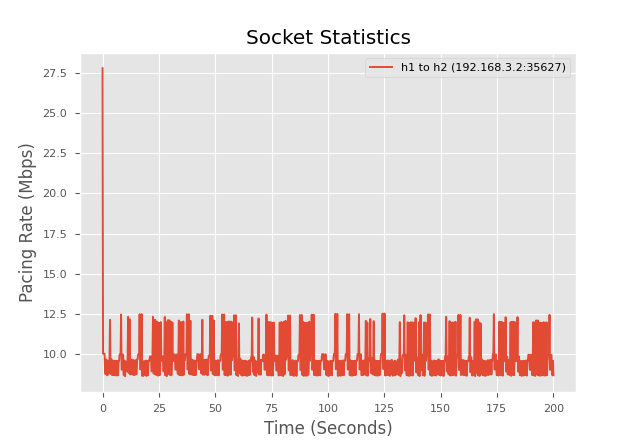 Socket Statistics
h1 to h2 (192.168.3.2:35627)
Pacing Rate (Mbps)
27.5
25.0
22.5
20.0
17.5
15.0
12.5
10.0
0 25 50 75 100 125 150 175 200
Time (Seconds)